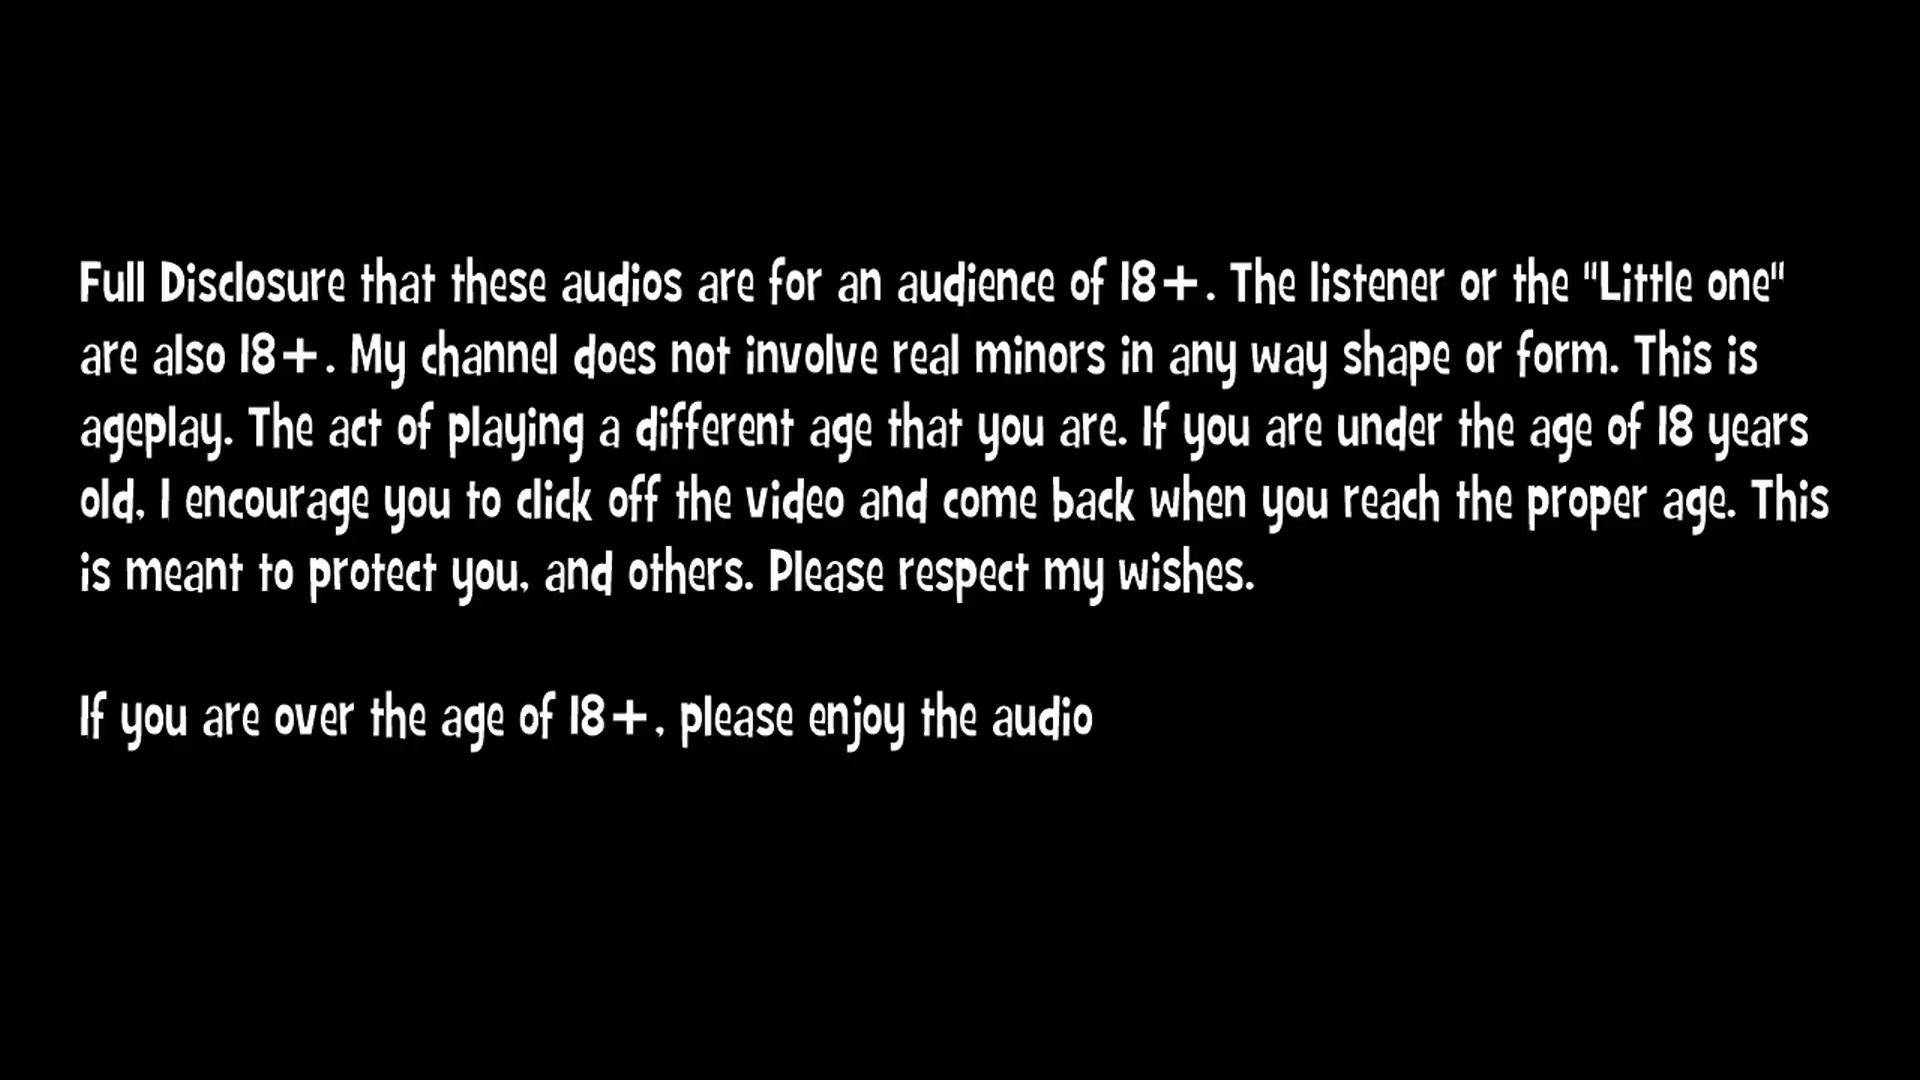 Full Disclosure that these audios are for an audience of 18+. The listener or the "Little one"
are also 18+. My channel does not involve real minors in any way shape or form. This is
ageplay. The act of playing a different age that you are. If you are under the age of 18 years
old, I encourage you to click off the video and come back when you reach the proper age. This
is meant to protect you, and others. Please respect my wishes.
If you are over the age of 18+, please enjoy the audio